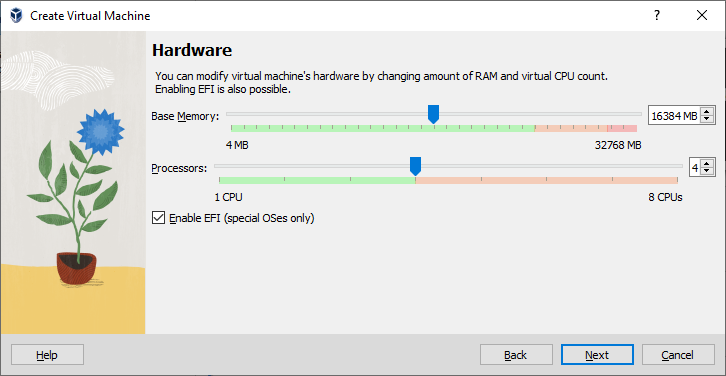 Create Virtual Machine
Hardware
You can modify virtual machine's hardware by changing amount of RAM and virtual CPU count.
Enabling EFI is also possible.
Base Memory:
16384 MB
4 MB
32768 MB
Processors:
4
1 CPU
8 CPUs
Enable EFI (special OSes only)
Help
Back
Next
Cancel